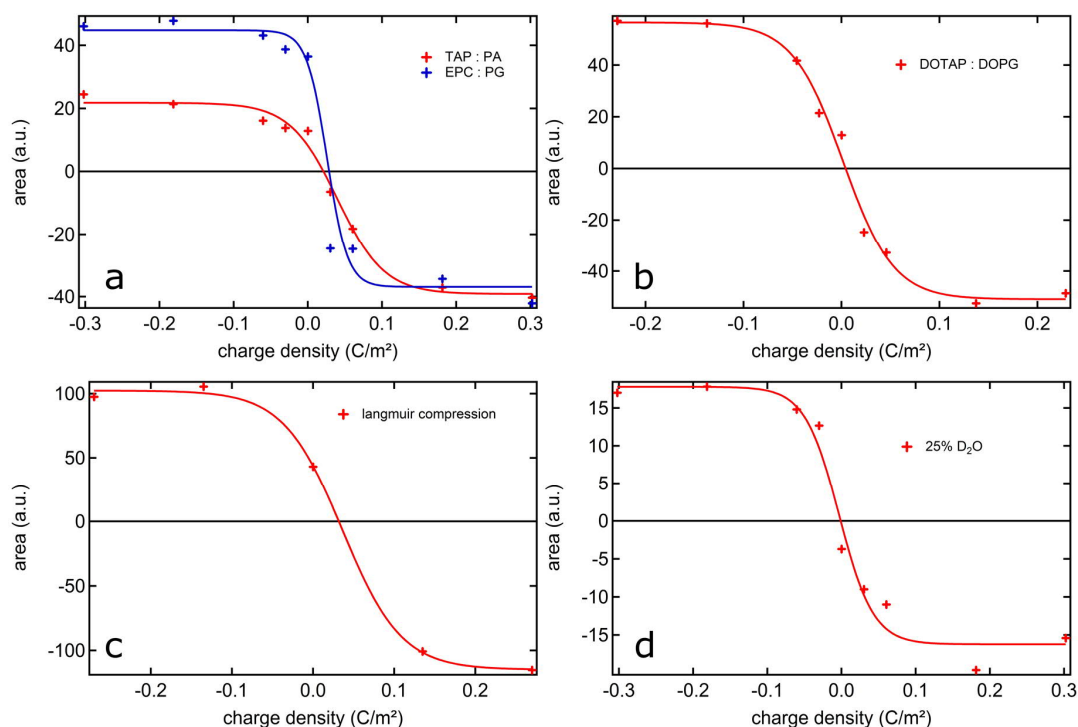 40
20
0
-20
-40
area (a.u.)
TAP : PA
EPC : PG
a
-0.3 -0.2 -0.1 0.0 0.1 0.2 0.3
charge density (C/m²)
40
20
0
-20
-40
area (a.u.)
DOTAP : DOPG
b
-0.2 -0.1 0.0 0.1 0.2
charge density (C/m²)
100
50
0
-50
-100
area (a.u.)
langmuir compression
c
-0.2 -0.1 0.0 0.1 0.2
charge density (C/m²)
15
10
5
0
-5
-10
-15
area (a.u.)
25% D₂O
d
-0.3 -0.2 -0.1 0.0 0.1 0.2 0.3
charge density (C/m²)